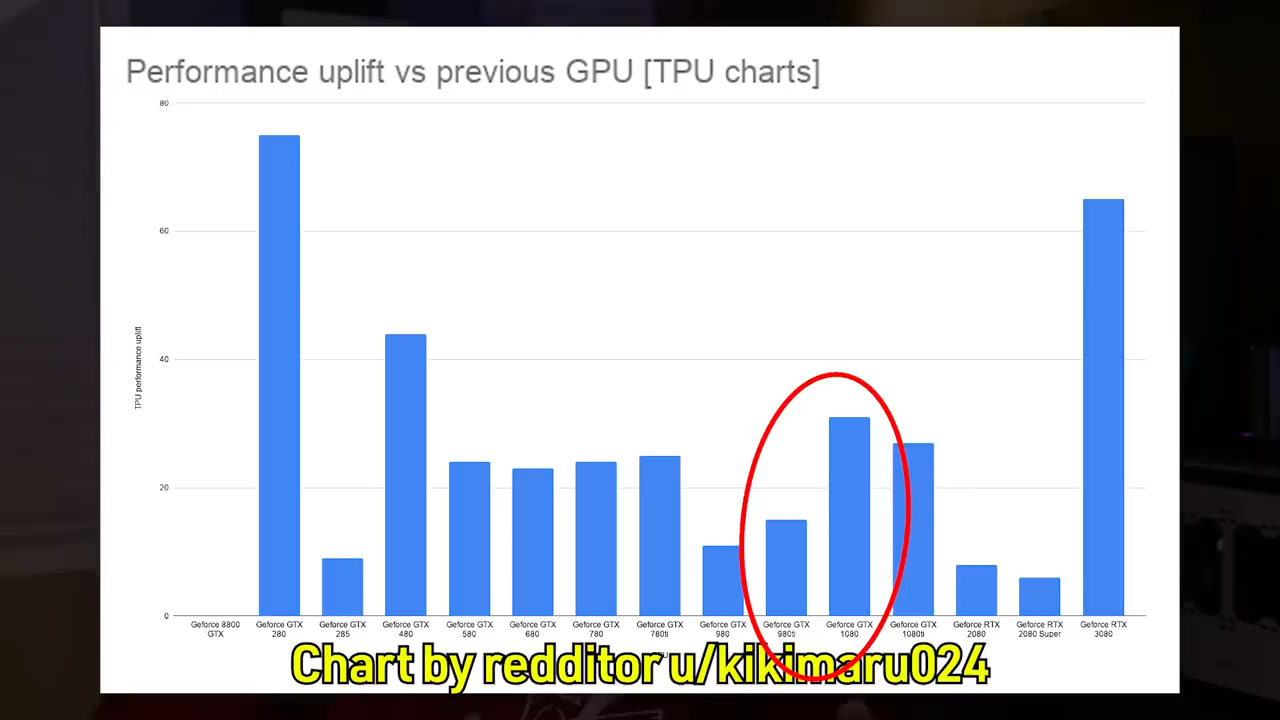 Performance uplift vs previous GPU [TPU charts]
80
60
40
20
0
TPU performance uplift
Geforce 8800
GTX
Geforce GTX
280
Geforce GTX
285
Geforce GTX
480
Geforce GTX
580
Geforce GTX
680
Geforce GTX
780
Geforce GTX
780ti
Geforce GTX
980
Geforce GTX
980ti
Geforce GTX
1080
Geforce GTX
1080ti
Geforce RTX
2080
Geforce RTX
2080 Super
Geforce RTX
3080
Chart by redditor u/kikimaru024